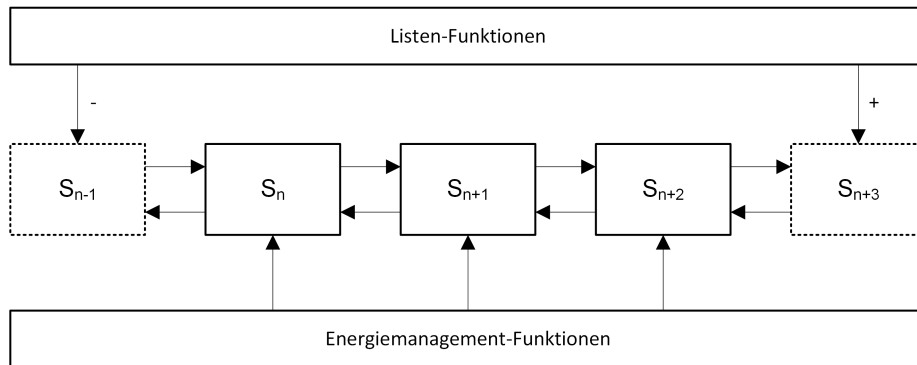 Listen-Funktionen
- +
Sn-1 Sn Sn+1 Sn+2 Sn+3
Energiemanagement-Funktionen